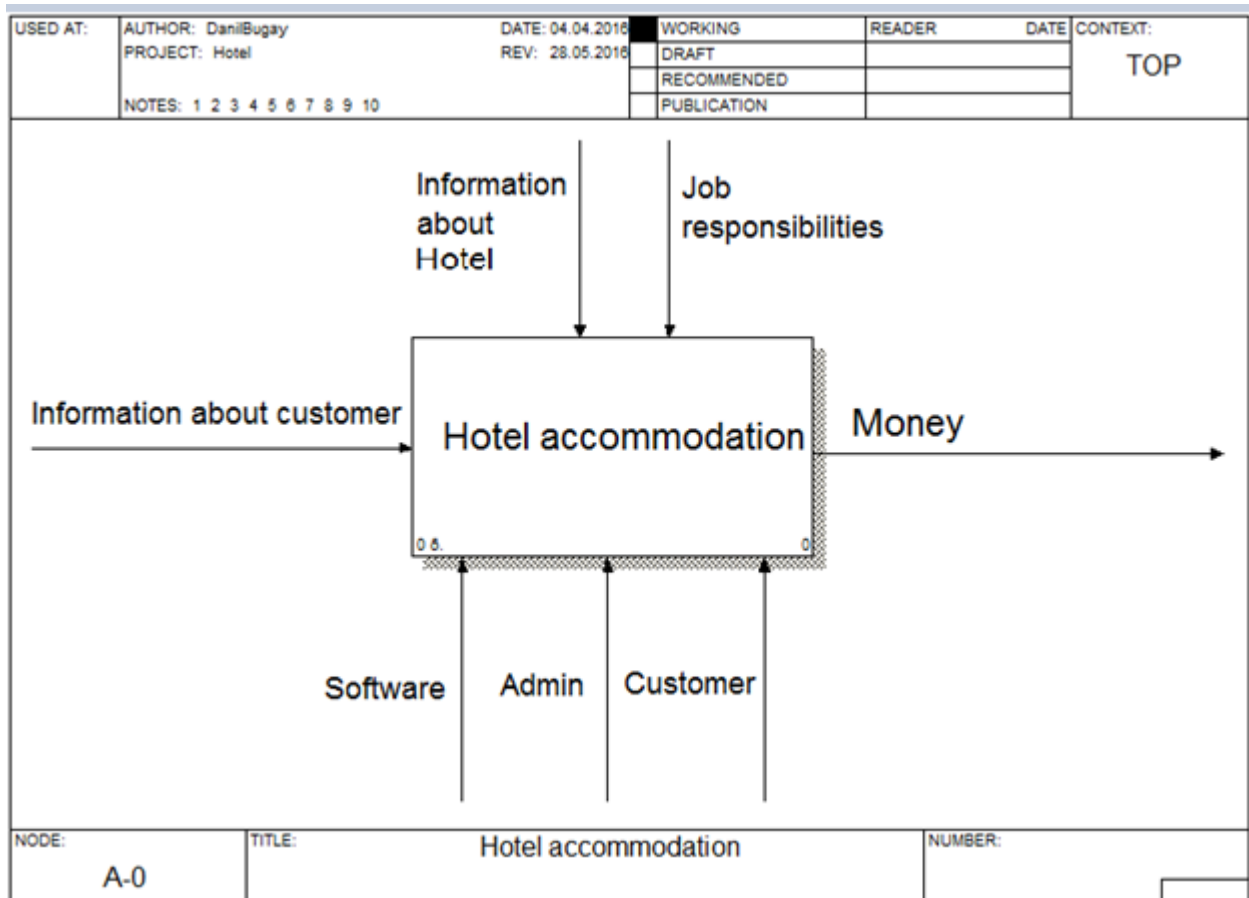 USED AT:
AUTHOR: DanilBugay
DATE: 04.04.2016
PROJECT: Hotel
REV: 28.05.2016
NOTES: 1 2 3 4 5 6 7 8 9 10
WORKING
DRAFT
RECOMMENDED
PUBLICATION
READER
DATE
CONTEXT:
TOP
Information
about
Hotel
Job
responsibilities
Information about customer
Hotel accommodation
Money
0 б.
0
Software
Admin
Customer
NODE:
A-0
TITLE:
Hotel accommodation
NUMBER: